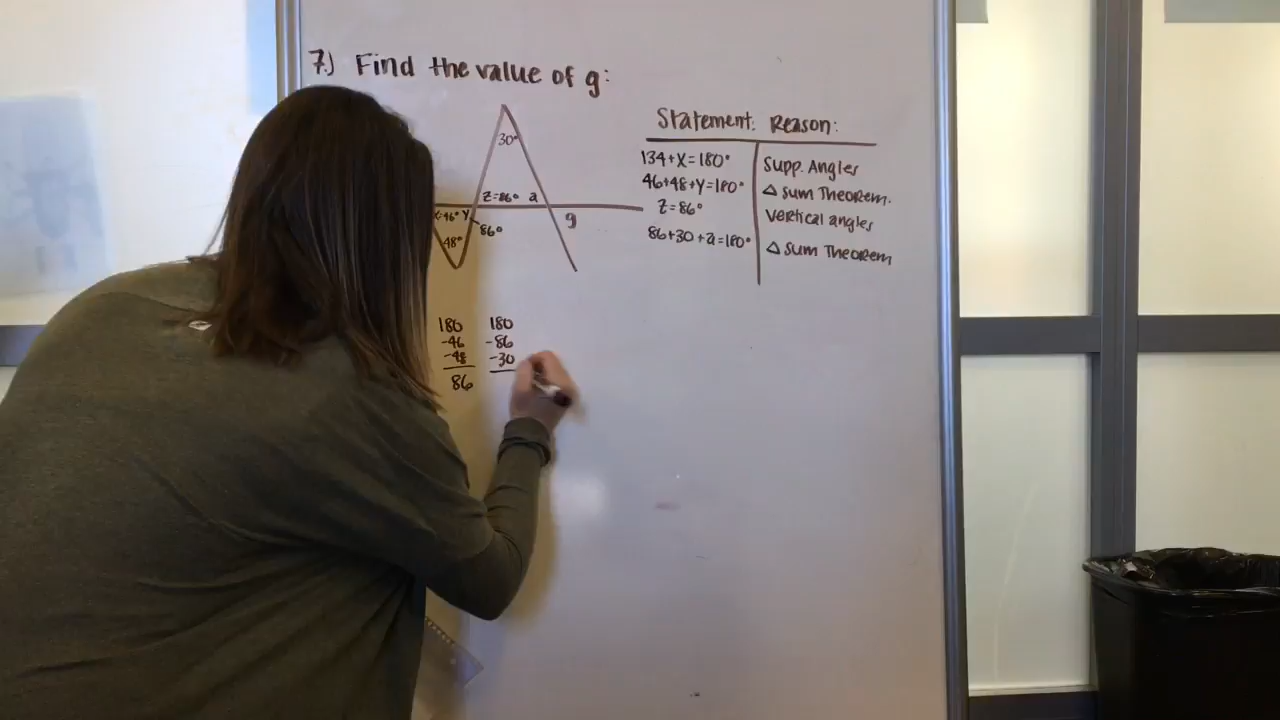 7.) Find the value of g:
30°
z=86° a
x=46° y
g
86°
48°
Statement: Reason:
134+x=180° Supp. Angles
46+48+y=180° △ sum Theorem.
z=86° vertical angles
86+30+a=180° △ sum Theorem
180 180
-46 -86
-48 -30
86